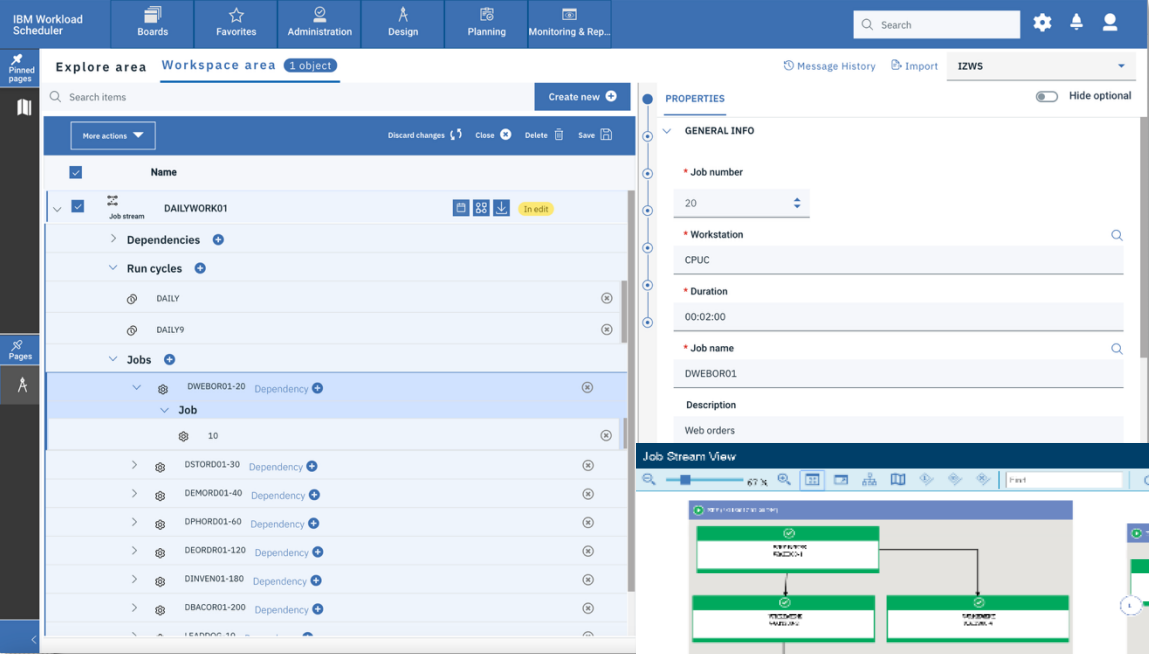 IBM Workload
Scheduler
Boards
Favorites
Administration
Design
Planning
Monitoring & Rep...
Search
Pinned
pages
Explore area
Workspace area
1 object
Message History
Import
IZWS
Search items
Create new
PROPERTIES
Hide optional
More actions
Discard changes
Close
Delete
Save
GENERAL INFO
Name
* Job number
20
Job stream
DAILYWORK01
In edit
* Workstation
CPUC
Dependencies
Run cycles
DAILY
DAILY9
* Duration
00:02:00
Pages
Jobs
* Job name
DWEBOR01
DWEBOR01-20 Dependency
Job
10
Description
Web orders
DSTORD01-30 Dependency
DEMORD01-40 Dependency
DPHORD01-60 Dependency
DEORDR01-120 Dependency
DINVEN01-180 Dependency
DBACOR01-200 Dependency
Job Stream View
67 %
Find